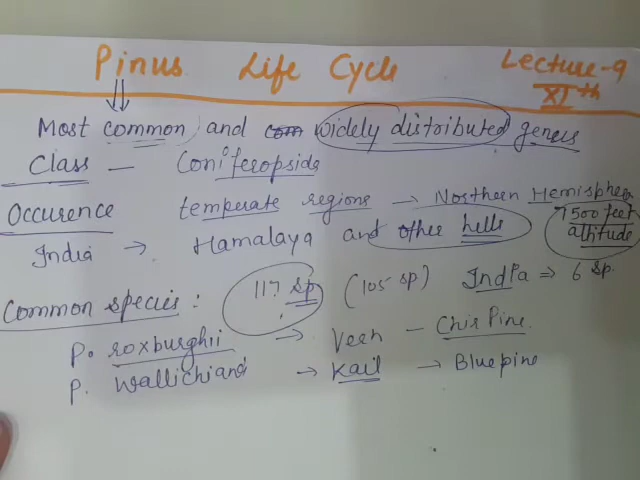 Pinus Life Cycle Lecture-9
XIth
Most common and widely distributed genus
Class - Coniferopsida
Occurence temperate regions → Northern Hemisphere
India → Hamalaya and other hills 7500 feet altitude
Common species: 117 sp (105 sp) India ⇒ 6 sp.
P. roxburghii → - Chir Pine
P. Wallichiana → Kail → Bluepine